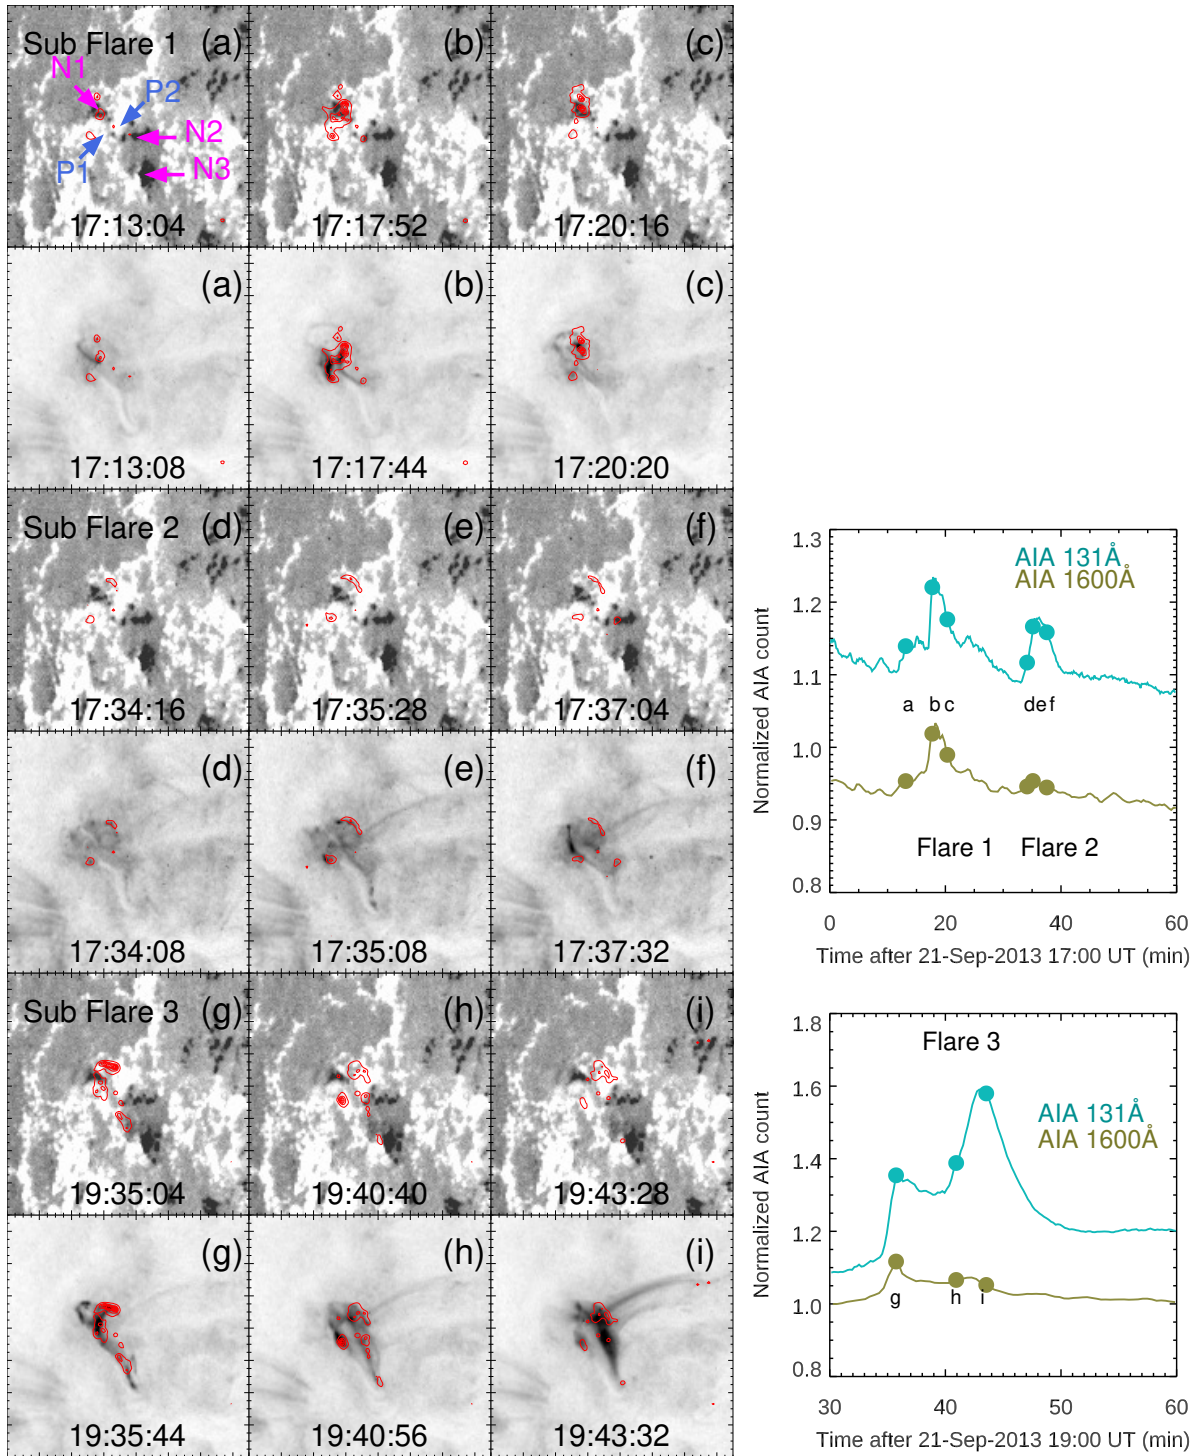 Sub Flare 1 (a) (b) (c)
N1
P2
N2
P1
N3
17:13:04 17:17:52 17:20:16
(a) (b) (c)
17:13:08 17:17:44 17:20:20
Sub Flare 2 (d) (e) (f)
17:34:16 17:35:28 17:37:04
(d) (e) (f)
17:34:08 17:35:08 17:37:32
Sub Flare 3 (g) (h) (i)
19:35:04 19:40:40 19:43:28
(g) (h) (i)
19:35:44 19:40:56 19:43:32
1.3
1.2
1.1
1.0
0.9
0.8
Normalized AIA count
AIA 131Å
AIA 1600Å
a b c d e f
Flare 1 Flare 2
0 20 40 60
Time after 21-Sep-2013 17:00 UT (min)
1.8
1.6
1.4
1.2
1.0
0.8
Normalized AIA count
Flare 3
AIA 131Å
AIA 1600Å
g h i
30 40 50 60
Time after 21-Sep-2013 19:00 UT (min)